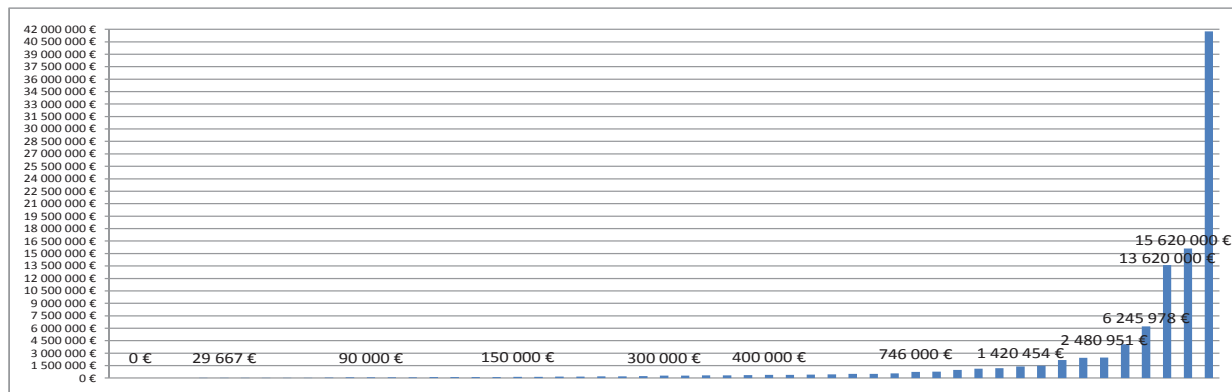 42 000 000 €
40 500 000 €
39 000 000 €
37 500 000 €
36 000 000 €
34 500 000 €
33 000 000 €
31 500 000 €
30 000 000 €
28 500 000 €
27 000 000 €
25 500 000 €
24 000 000 €
22 500 000 €
21 000 000 €
19 500 000 €
18 000 000 €
16 500 000 €
15 000 000 €
13 500 000 €
12 000 000 €
10 500 000 €
9 000 000 €
7 500 000 €
6 000 000 €
4 500 000 €
3 000 000 €
1 500 000 €
0 €
0 €
29 667 €
90 000 €
150 000 €
300 000 €
400 000 €
746 000 €
1 420 454 €
2 480 951 €
6 245 978 €
13 620 000 €
15 620 000 €